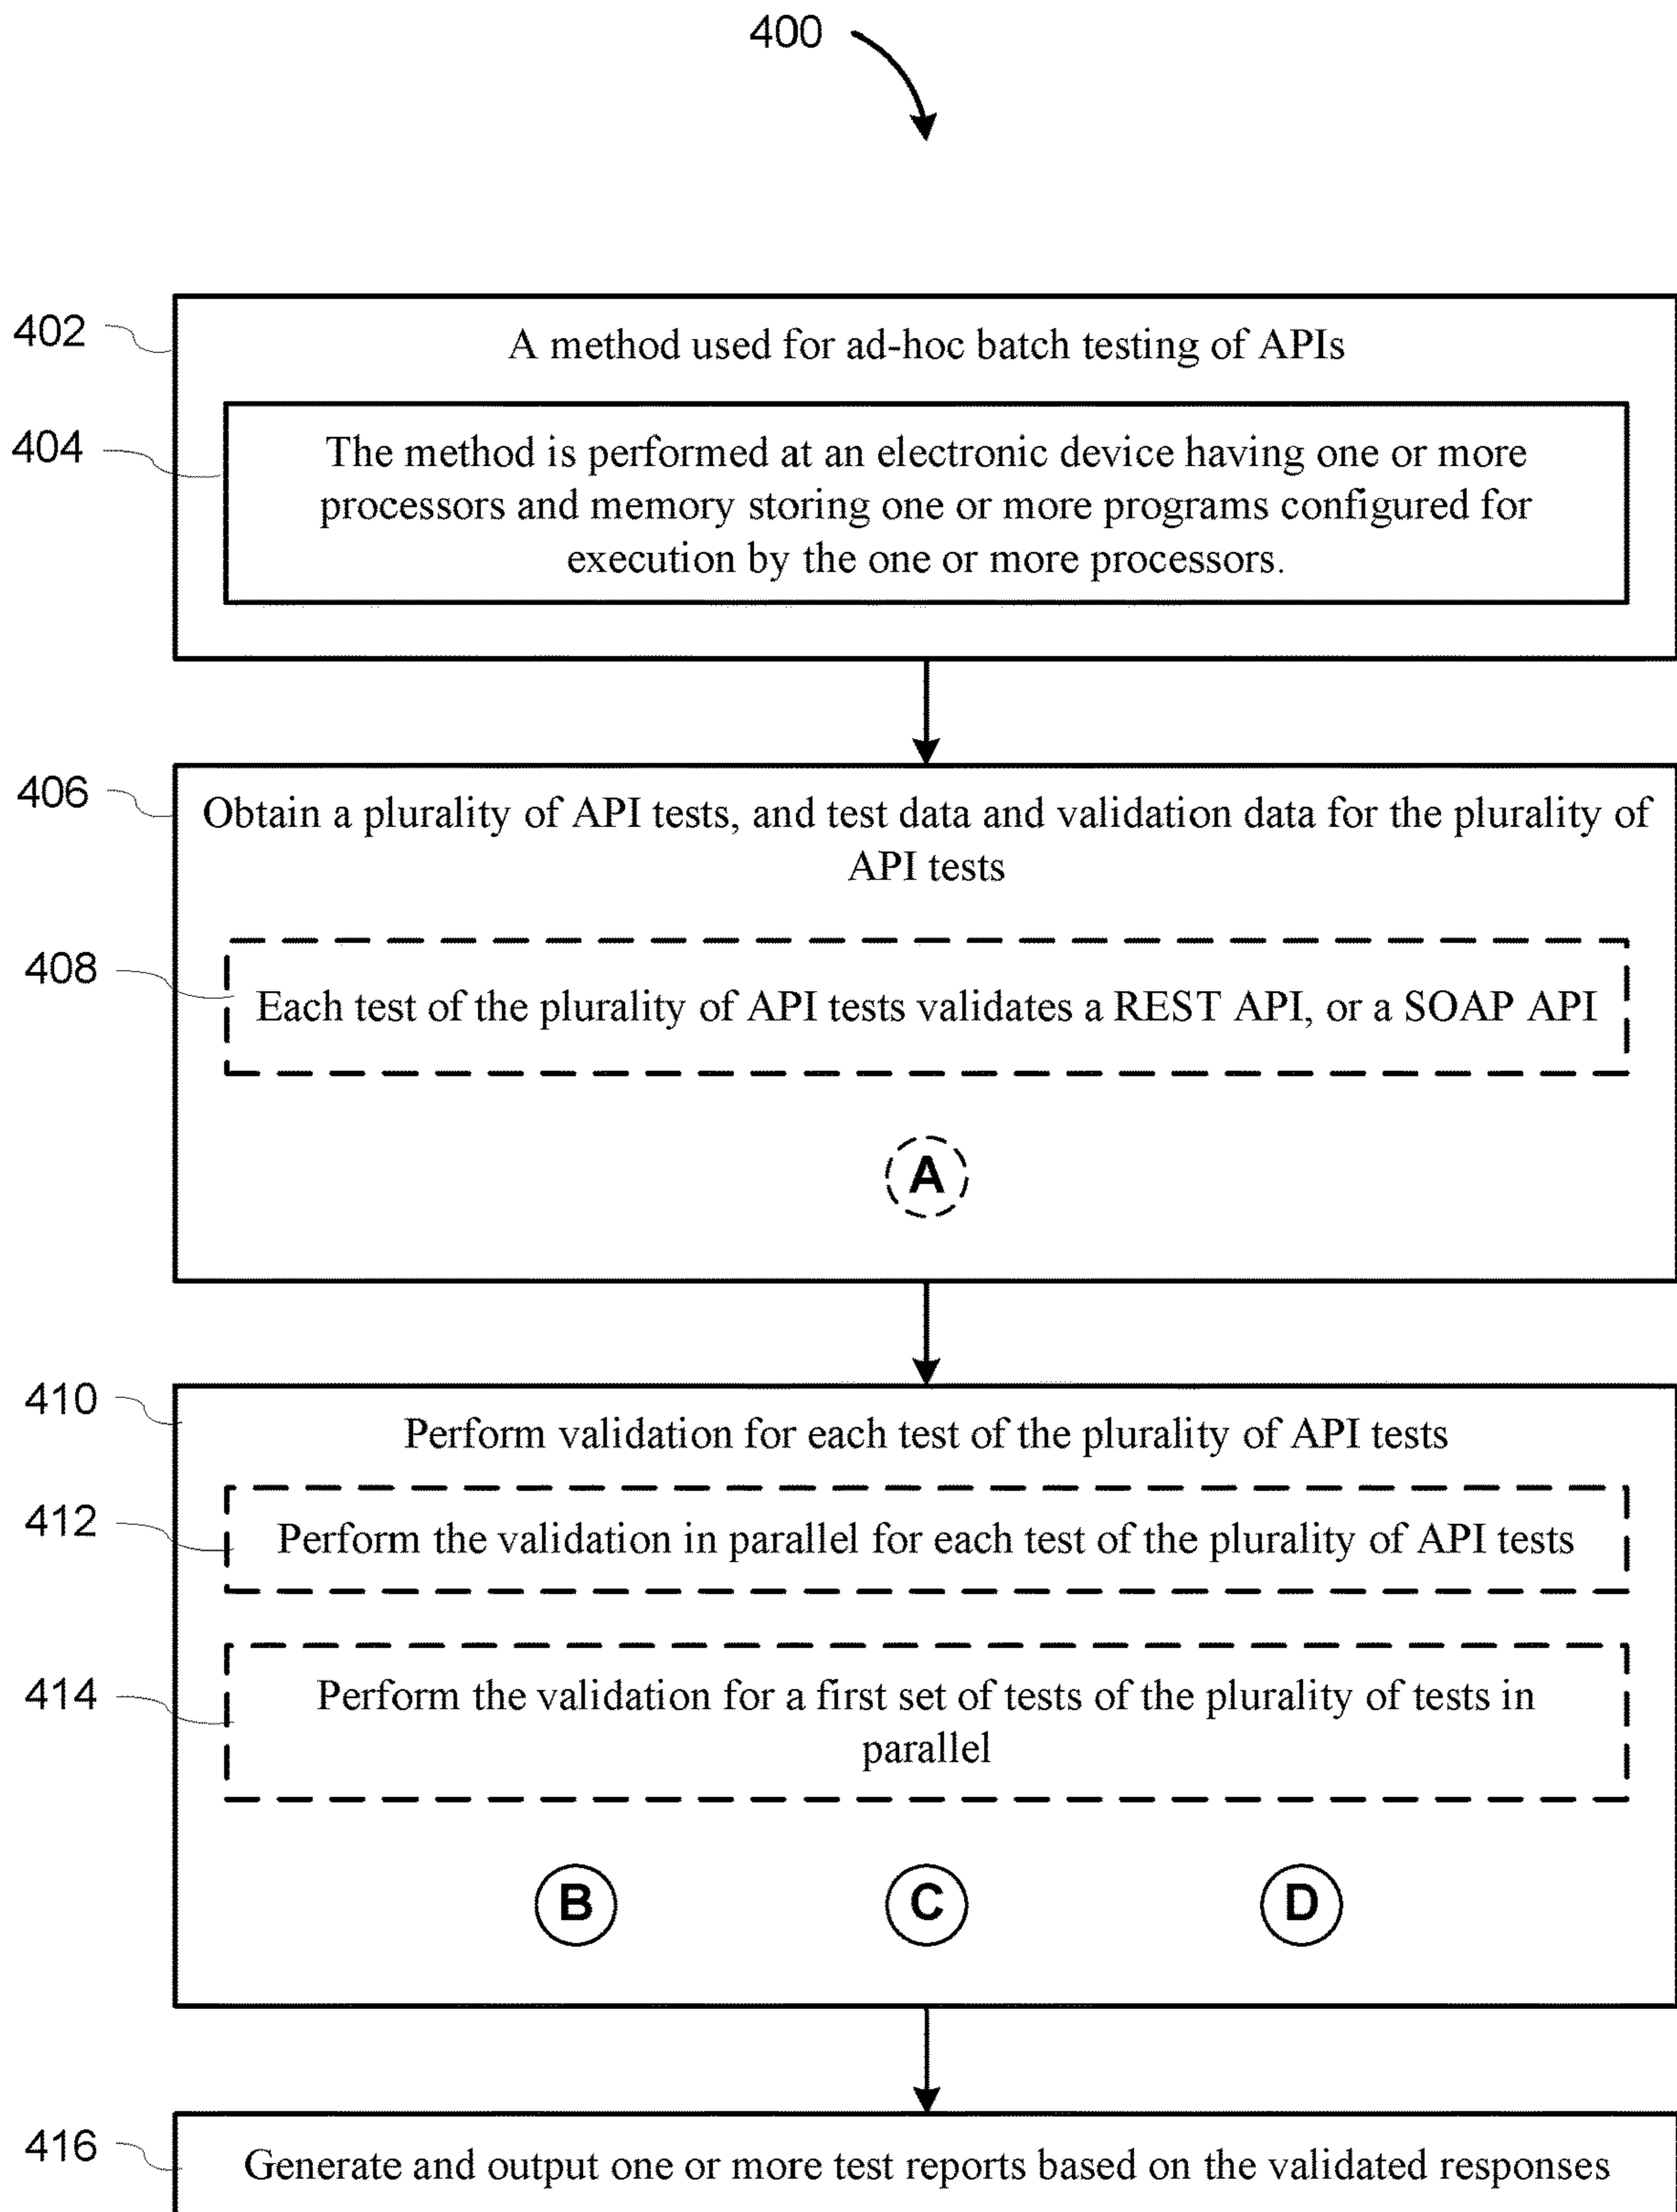 400
402
A method used for ad-hoc batch testing of APIs
404
The method is performed at an electronic device having one or more
processors and memory storing one or more programs configured for
execution by the one or more processors.
406
Obtain a plurality of API tests, and test data and validation data for the plurality of
API tests
408
Each test of the plurality of API tests validates a REST API, or a SOAP API
A
410
Perform validation for each test of the plurality of API tests
412
Perform the validation in parallel for each test of the plurality of API tests
414
Perform the validation for a first set of tests of the plurality of tests in
parallel
B
C
D
416
Generate and output one or more test reports based on the validated responses